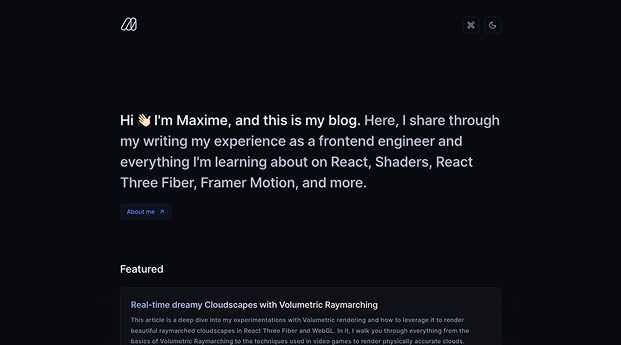 Hi 👋🏻 I'm Maxime, and this is my blog. Here, I share through
my writing my experience as a frontend engineer and
everything I'm learning about on React, Shaders, React
Three Fiber, Framer Motion, and more.
About me ↗
Featured
Real-time dreamy Cloudscapes with Volumetric Raymarching
This article is a deep dive into my experimentations with Volumetric rendering and how to leverage it to render
beautiful raymarched cloudscapes in React Three Fiber and WebGL. In it, I walk you through everything from the
basics of Volumetric Raymarching to the techniques used in video games to render physically accurate clouds.